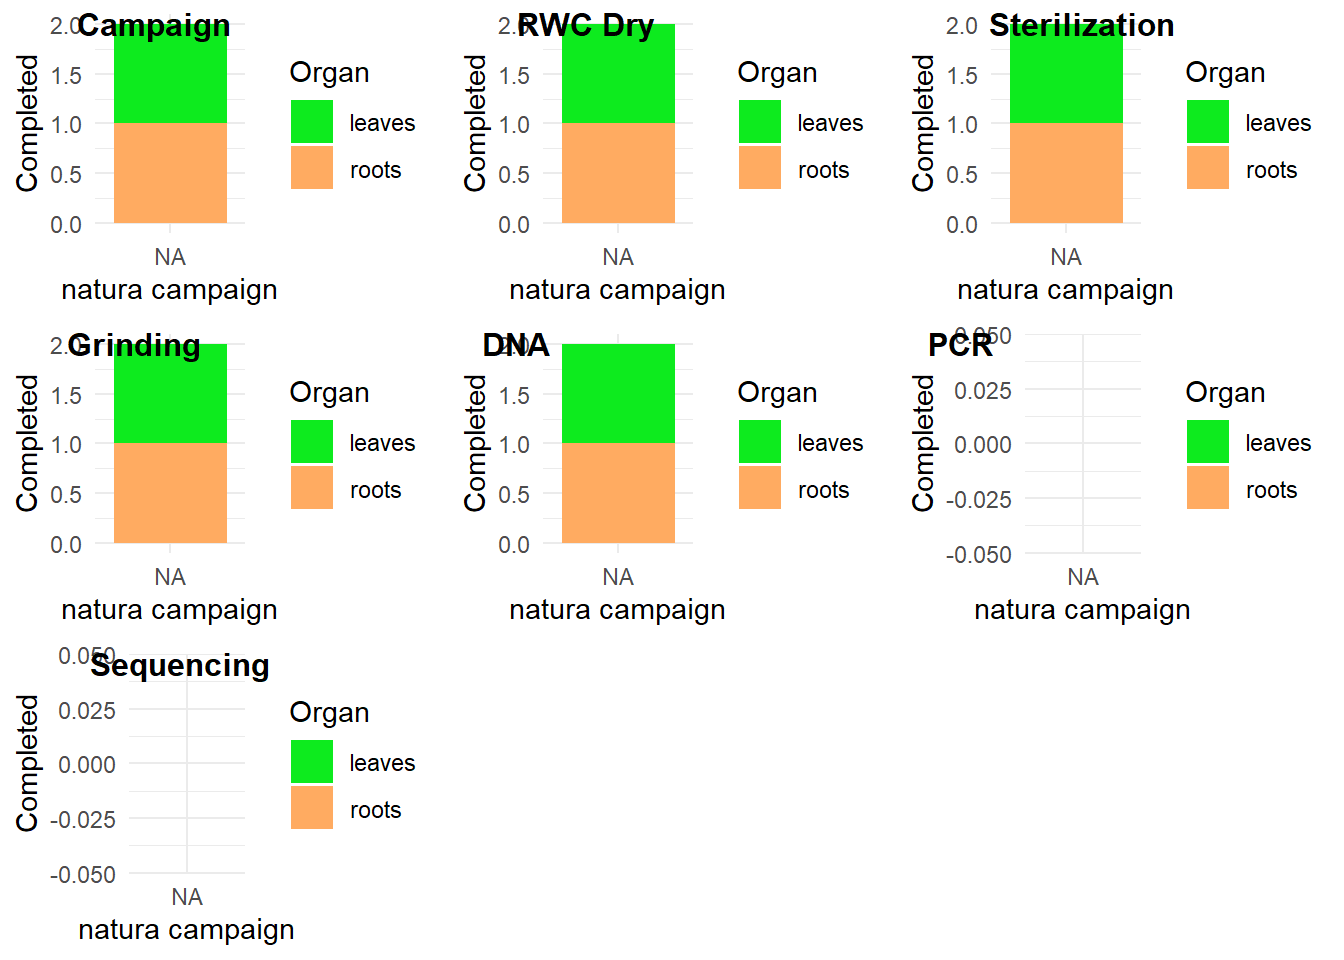 Campaign
2.0
1.5
1.0
0.5
0.0
Completed
NA
natura campaign
Organ
leaves
roots
RWC Dry
2.0
1.5
1.0
0.5
0.0
Completed
NA
natura campaign
Organ
leaves
roots
Sterilization
2.0
1.5
1.0
0.5
0.0
Completed
NA
natura campaign
Organ
leaves
roots
Grinding
2.0
1.5
1.0
0.5
0.0
Completed
NA
natura campaign
Organ
leaves
roots
DNA
2.0
1.5
1.0
0.5
0.0
Completed
NA
natura campaign
Organ
leaves
roots
PCR
0.050
0.025
0.000
-0.025
-0.050
Completed
NA
natura campaign
Organ
leaves
roots
Sequencing
0.050
0.025
0.000
-0.025
-0.050
Completed
NA
natura campaign
Organ
leaves
roots